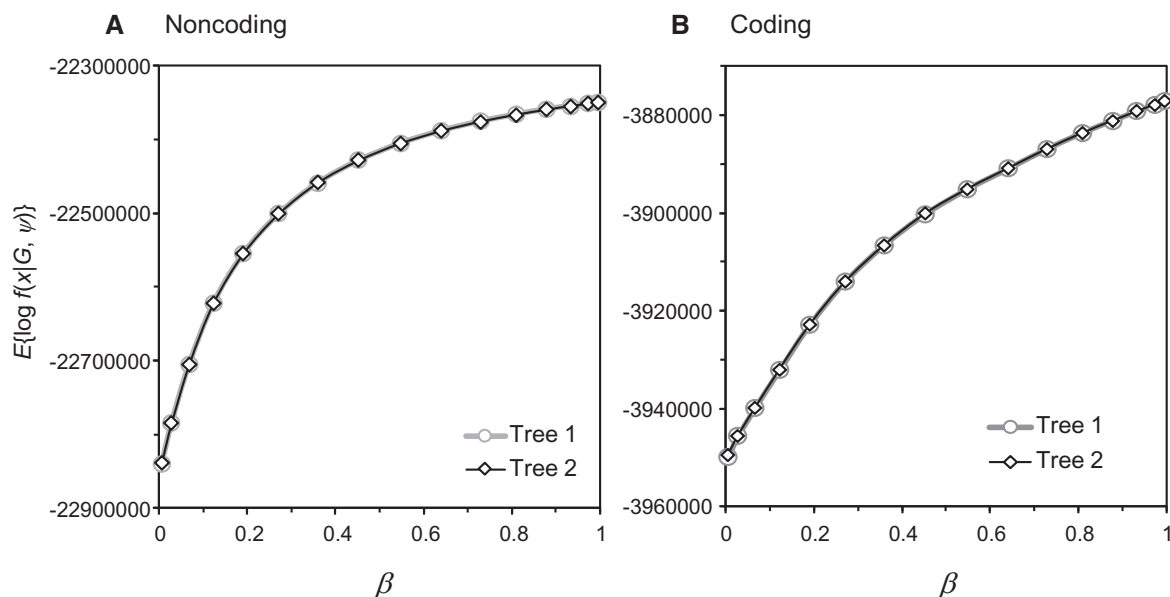 A Noncoding
B Coding
E{log f(x|G, ψ)}
-22300000
-22500000
-22700000
-22900000
0 0.2 0.4 0.6 0.8 1
β
Tree 1
Tree 2
-3880000
-3900000
-3920000
-3940000
-3960000
0 0.2 0.4 0.6 0.8 1
β
Tree 1
Tree 2